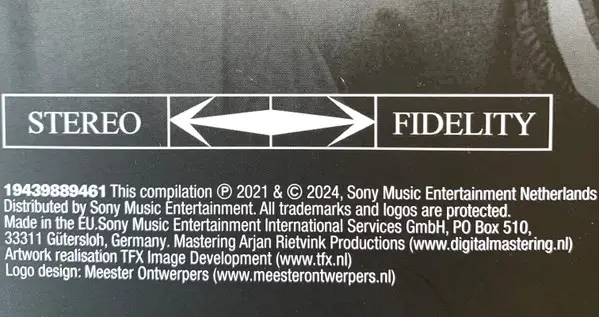 STEREO FIDELITY
19439889461 This compilation ℗ 2021 & © 2024, Sony Music Entertainment Netherlands
Distributed by Sony Music Entertainment. All trademarks and logos are protected.
Made in the EU.Sony Music Entertainment International Services GmbH, PO Box 510,
33311 Gütersloh, Germany. Mastering Arjan Rietvink Productions (www.digitalmastering.nl)
Artwork realisation TFX Image Development (www.tfx.nl)
Logo design: Meester Ontwerpers (www.meesterontwerpers.nl)